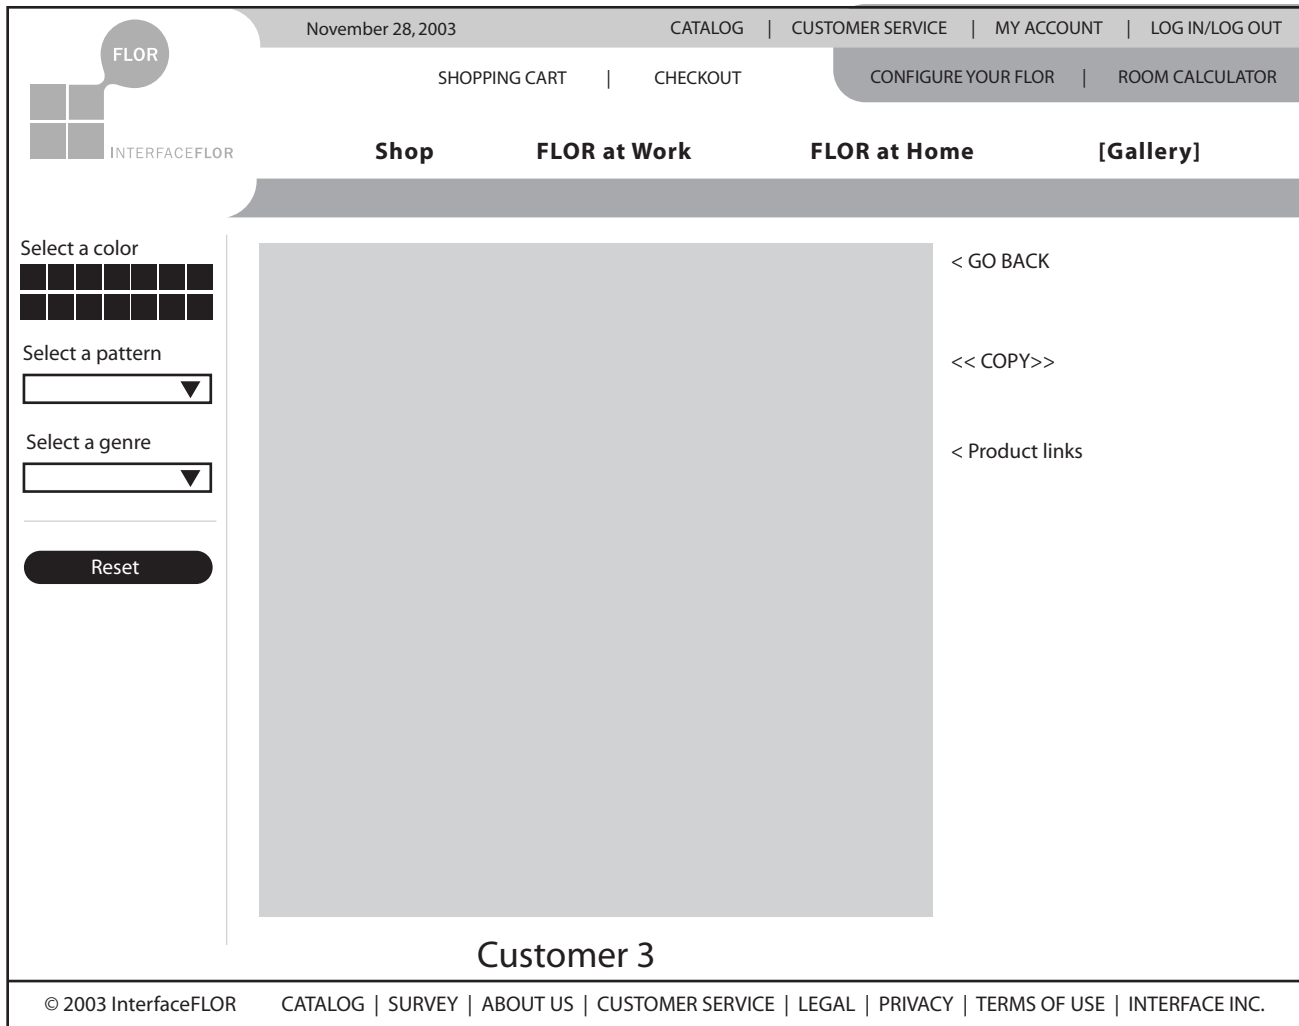 November 28, 2003 CATALOG | CUSTOMER SERVICE | MY ACCOUNT | LOG IN/LOG OUT
FLOR
SHOPPING CART | CHECKOUT CONFIGURE YOUR FLOR | ROOM CALCULATOR
INTERFACEFLOR
Shop FLOR at Work FLOR at Home [Gallery]
Select a color
Select a pattern
Select a genre
Reset
< GO BACK
<< COPY>>
< Product links
Customer 3
© 2003 InterfaceFLOR CATALOG | SURVEY | ABOUT US | CUSTOMER SERVICE | LEGAL | PRIVACY | TERMS OF USE | INTERFACE INC.